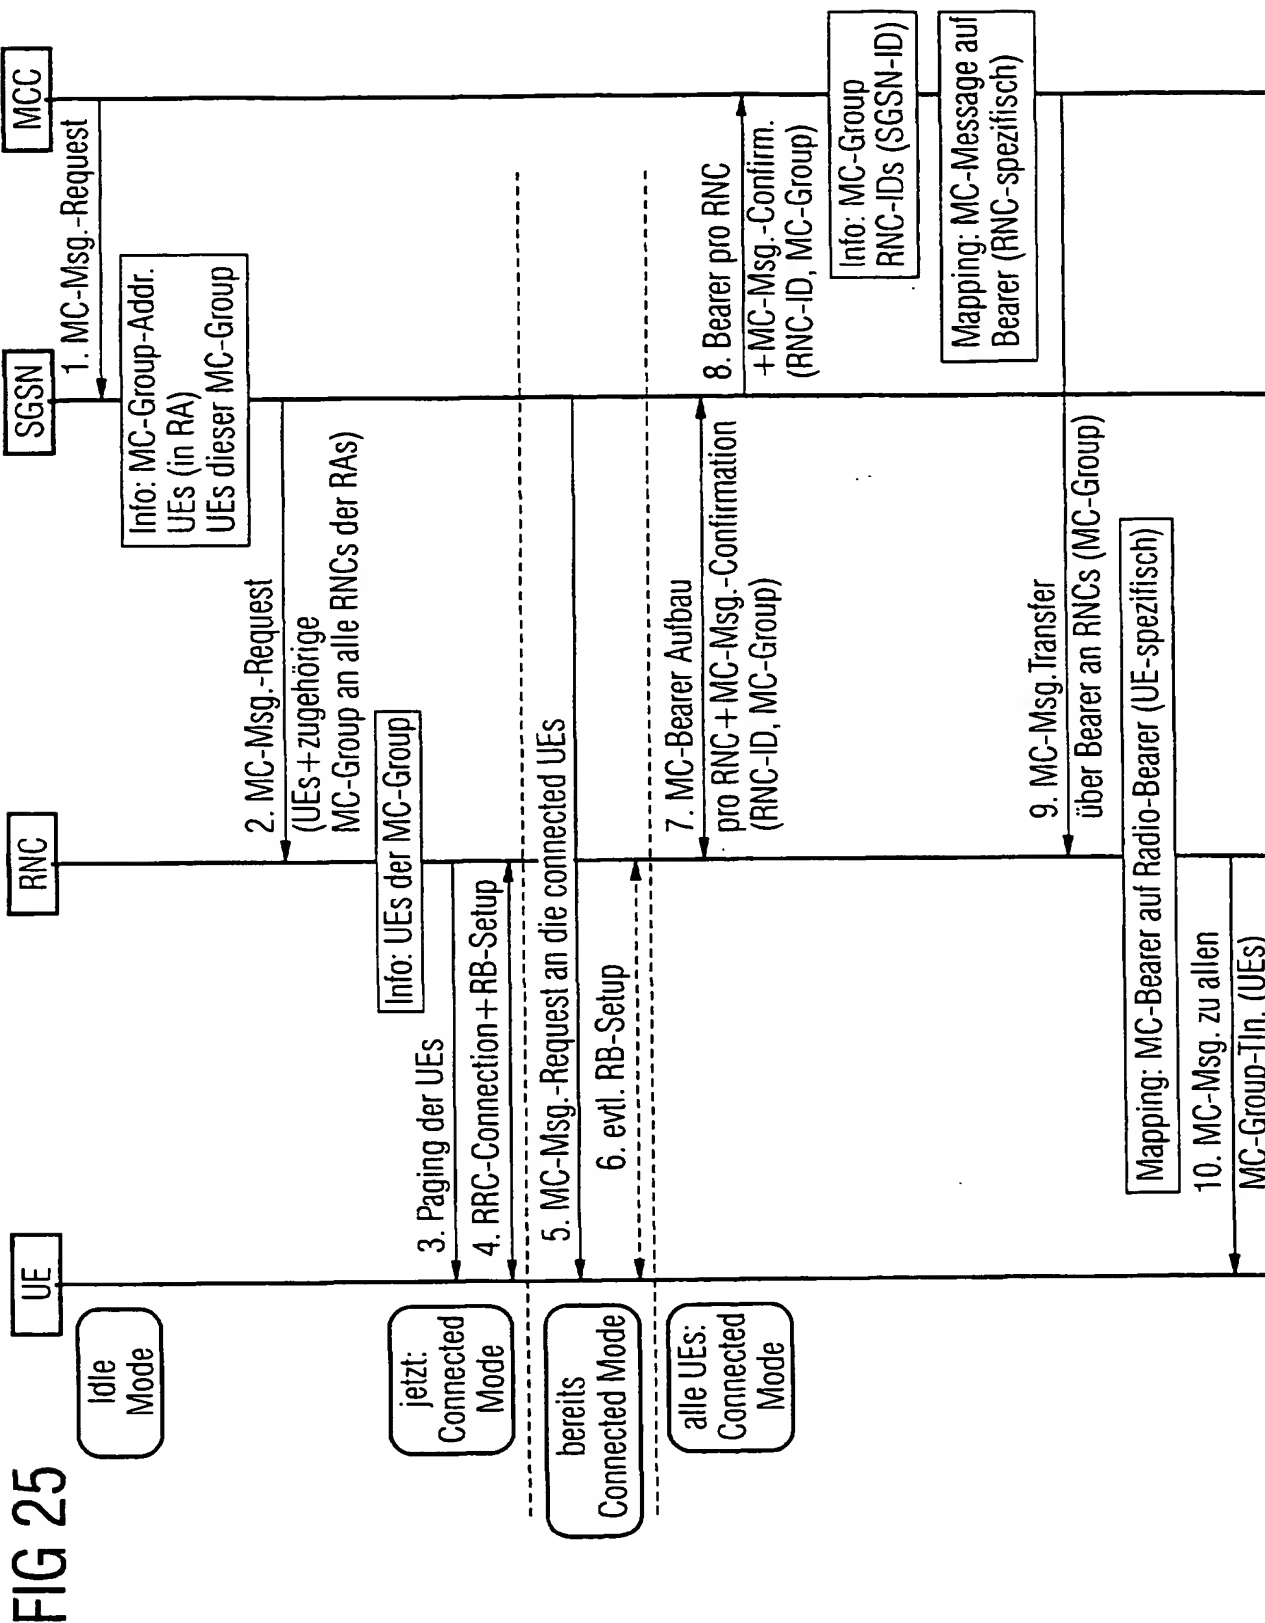 FIG 25
UE
RNC
SGSN
MCC
Idle
Mode
1. MC-Msg.-Request
Info: MC-Group-Addr.
UEs (in RA)
UEs dieser MC-Group
2. MC-Msg.-Request
(UEs+zugehörige
MC-Group an alle RNCs der RAs)
Info: UEs der MC-Group
3. Paging der UEs
jetzt:
Connected
Mode
4. RRC-Connection+RB-Setup
bereits
Connected Mode
5. MC-Msg.-Request an die connected UEs
6. evtl. RB-Setup
alle UEs:
Connected
Mode
7. MC-Bearer Aufbau
pro RNC+MC-Msg.-Confirmation
(RNC-ID, MC-Group)
8. Bearer pro RNC
+MC-Msg.-Confirm.
(RNC-ID, MC-Group)
Info: MC-Group
RNC-IDs (SGSN-ID)
Mapping: MC-Message auf
Bearer (RNC-spezifisch)
9. MC-Msg.Transfer
über Bearer an RNCs (MC-Group)
Mapping: MC-Bearer auf Radio-Bearer (UE-spezifisch)
10. MC-Msg. zu allen
MC-Group-Tln. (UEs)